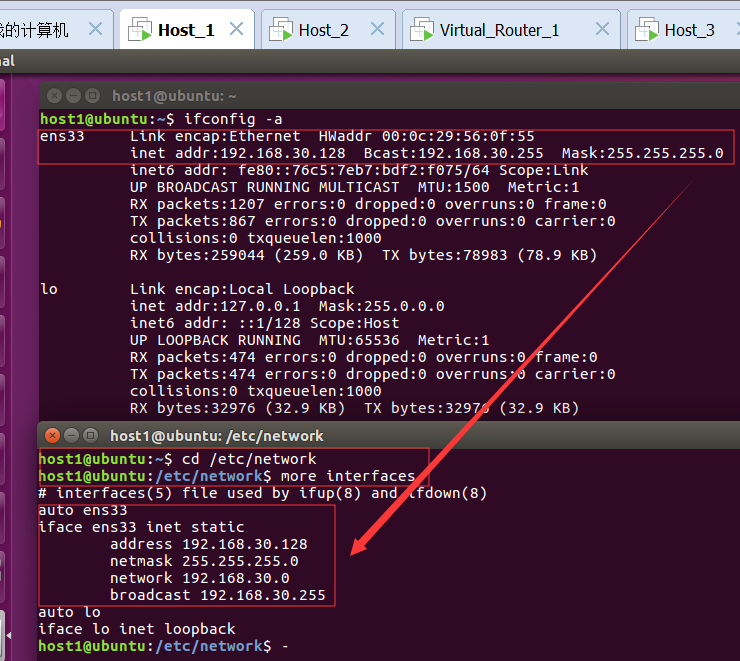 我的计算机
Host_1
Host_2
Virtual_Router_1
Host_3
nal
host1@ubuntu: ~
host1@ubuntu:~$ ifconfig -a
ens33 Link encap:Ethernet HWaddr 00:0c:29:56:0f:55
inet addr:192.168.30.128 Bcast:192.168.30.255 Mask:255.255.255.0
inet6 addr: fe80::76c5:7eb7:bdf2:f075/64 Scope:Link
UP BROADCAST RUNNING MULTICAST MTU:1500 Metric:1
RX packets:1207 errors:0 dropped:0 overruns:0 frame:0
TX packets:867 errors:0 dropped:0 overruns:0 carrier:0
collisions:0 txqueuelen:1000
RX bytes:259044 (259.0 KB) TX bytes:78983 (78.9 KB)
lo Link encap:Local Loopback
inet addr:127.0.0.1 Mask:255.0.0.0
inet6 addr: ::1/128 Scope:Host
UP LOOPBACK RUNNING MTU:65536 Metric:1
RX packets:474 errors:0 dropped:0 overruns:0 frame:0
TX packets:474 errors:0 dropped:0 overruns:0 carrier:0
collisions:0 txqueuelen:1000
RX bytes:32976 (32.9 KB) TX bytes:32976 (32.9 KB)
host1@ubuntu: /etc/network
host1@ubuntu:~$ cd /etc/network
host1@ubuntu:/etc/network$ more interfaces
# interfaces(5) file used by ifup(8) and ifdown(8)
auto ens33
iface ens33 inet static
address 192.168.30.128
netmask 255.255.255.0
network 192.168.30.0
broadcast 192.168.30.255
auto lo
iface lo inet loopback
host1@ubuntu:/etc/network$ -